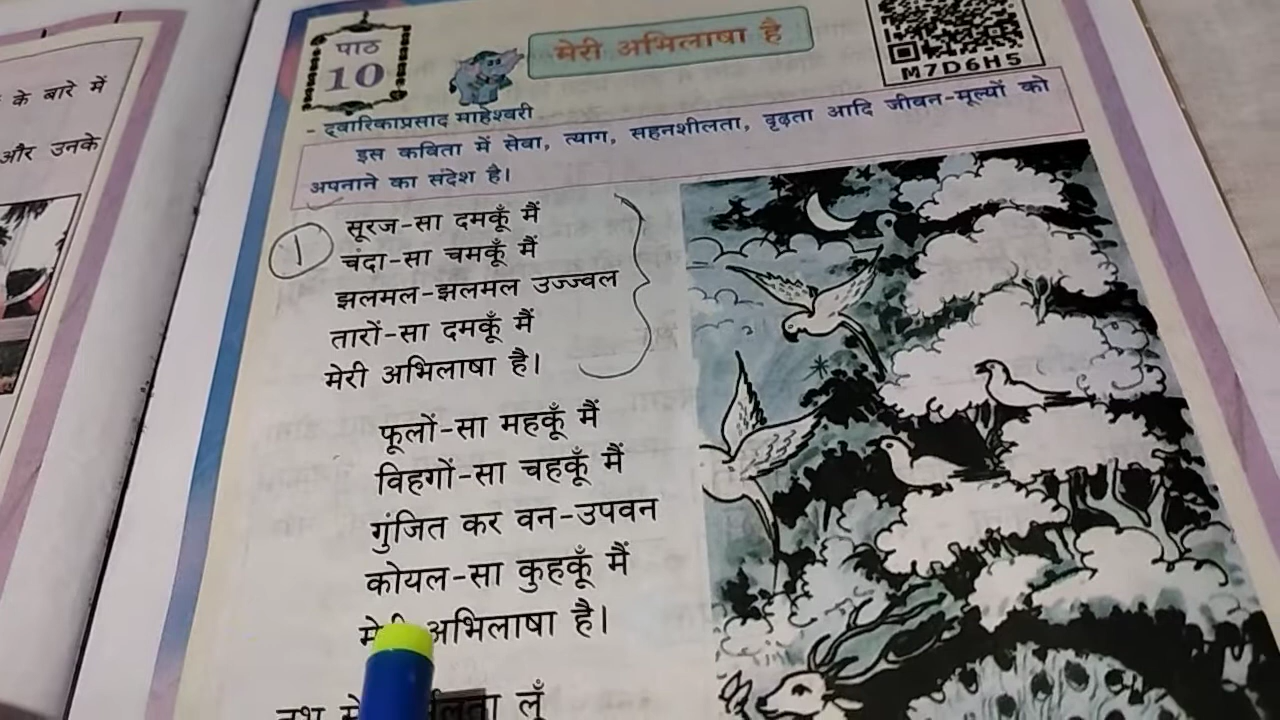 के बारे में
और उनके
पाठ
10
मेरी अभिलाषा है
M7D6H5
- द्वारिकाप्रसाद माहेश्वरी
इस कविता में सेवा, त्याग, सहनशीलता, दृढ़ता आदि जीवन-मूल्यों को
अपनाने का संदेश है।
1
सूरज-सा दमकूँ मैं
चंदा-सा चमकूँ मैं
झलमल-झलमल उज्ज्वल
तारों-सा दमकूँ मैं
मेरी अभिलाषा है।
फूलों-सा महकूँ मैं
विहगों-सा चहकूँ मैं
गुंजित कर वन-उपवन
कोयल-सा कुहकूँ मैं
मेरी अभिलाषा है।
लूँ